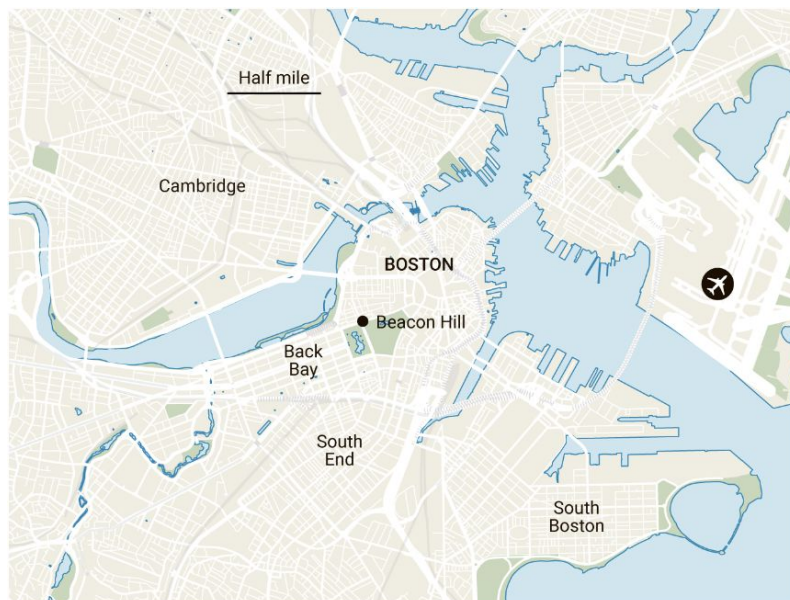 Half mile
Cambridge
BOSTON
Beacon Hill
Back
Bay
South
End
South
Boston